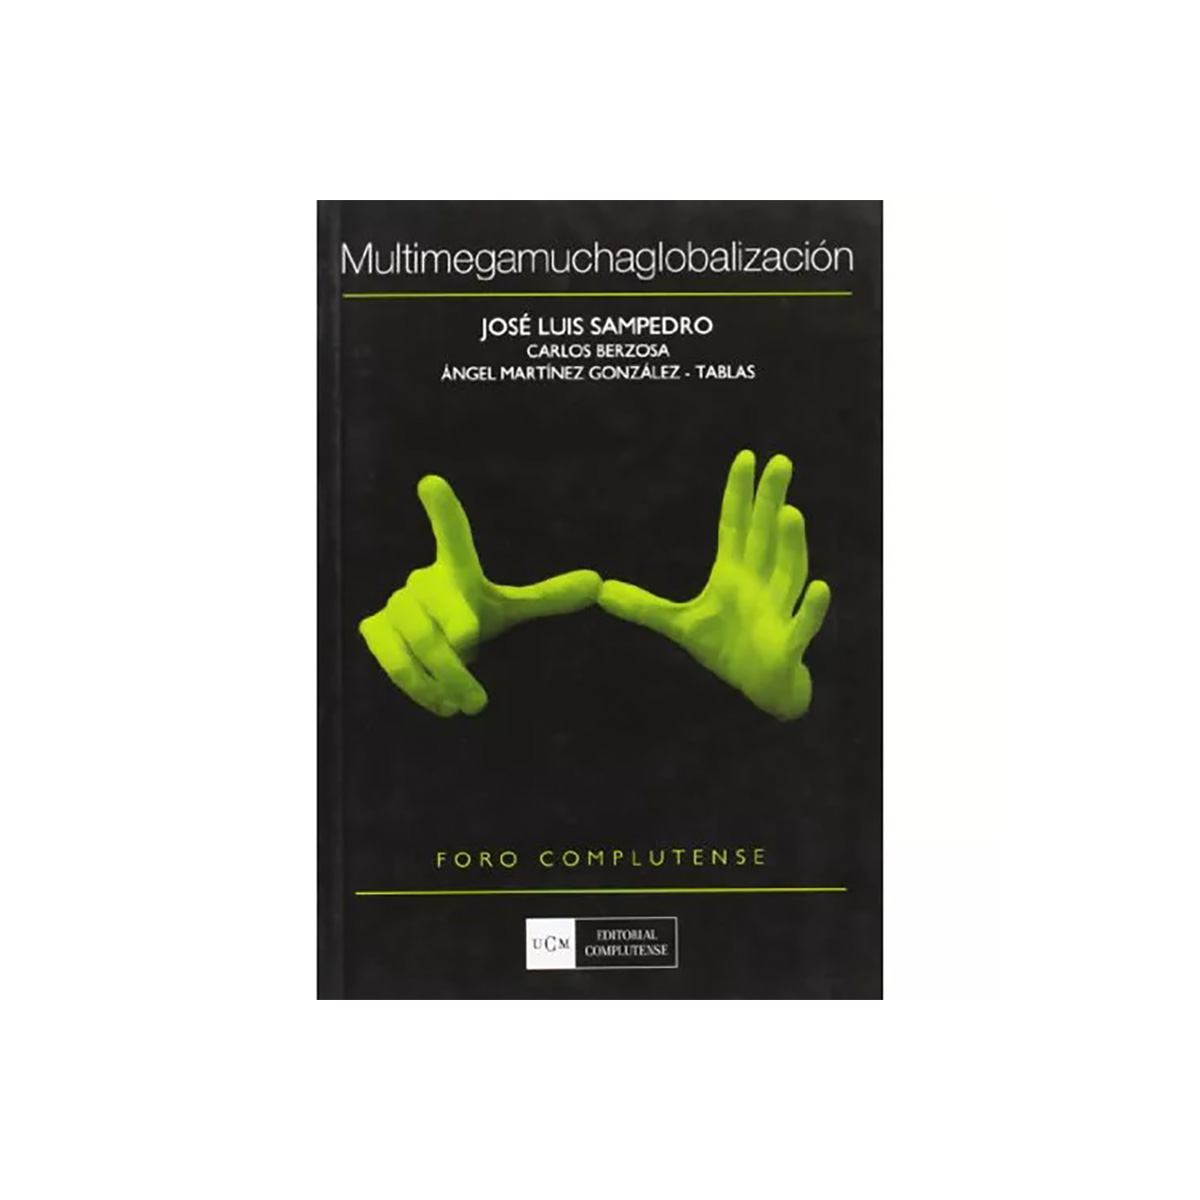 Multimegamuchaglobalización
JOSÉ LUIS SAMPEDRO
CARLOS BERZOSA
ÁNGEL MARTÍNEZ GONZÁLEZ - TABLAS
FORO COMPLUTENSE
UCM
EDITORIAL
COMPLUTENSE